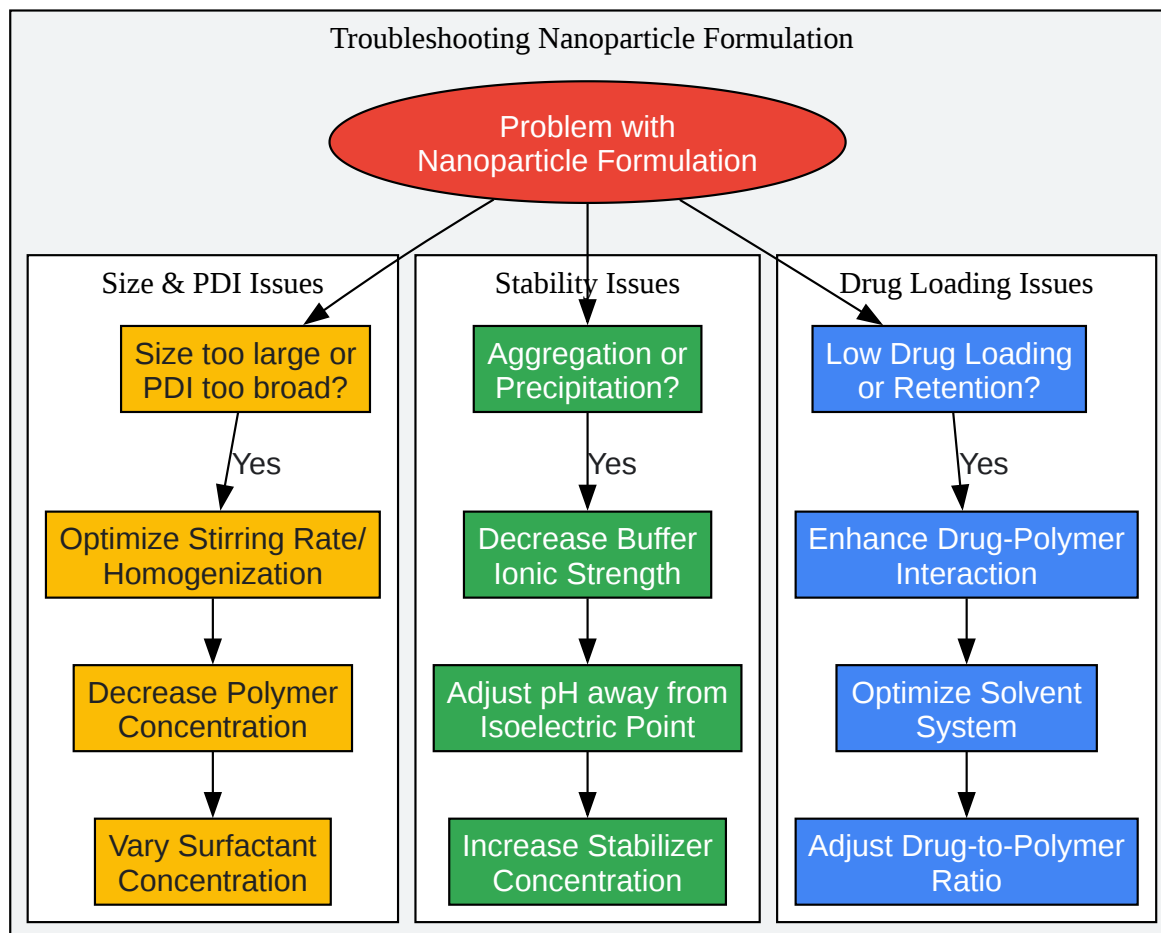 Troubleshooting Nanoparticle Formulation
Problem with
Nanoparticle Formulation
Size & PDI Issues
Size too large or
PDI too broad?
Yes
Optimize Stirring Rate/
Homogenization
Decrease Polymer
Concentration
Vary Surfactant
Concentration
Stability Issues
Aggregation or
Precipitation?
Yes
Decrease Buffer
Ionic Strength
Adjust pH away from
Isoelectric Point
Increase Stabilizer
Concentration
Drug Loading Issues
Low Drug Loading
or Retention?
Yes
Enhance Drug-Polymer
Interaction
Optimize Solvent
System
Adjust Drug-to-Polymer
Ratio